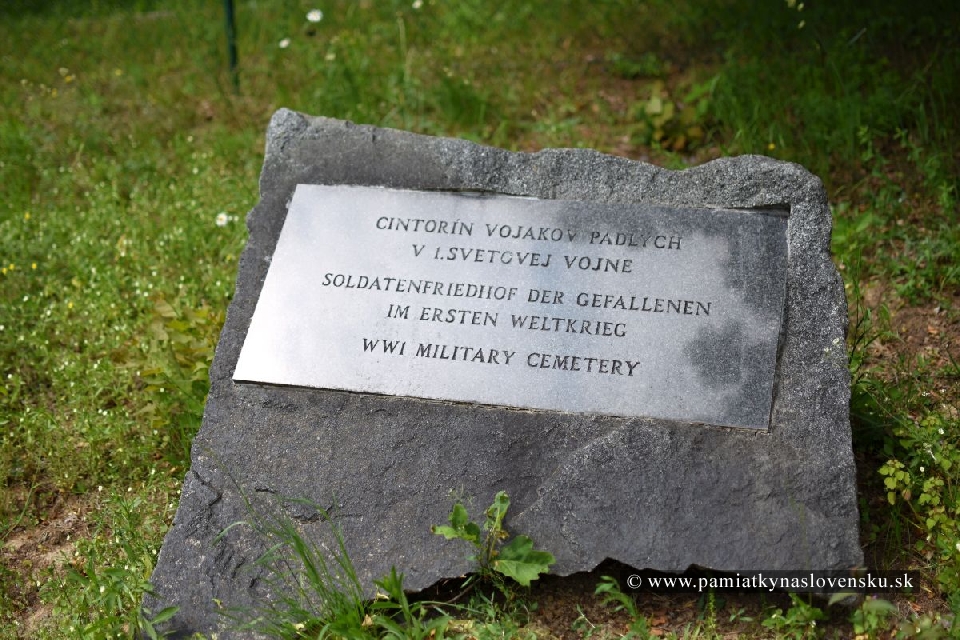 CINTORÍN VOJAKOV PADLÝCH
V I.SVETOVEJ VOJNE
SOLDATENFRIEDHOF DER GEFALLENEN
IM ERSTEN WELTKRIEG
WWI MILITARY CEMETERY
© www.pamiatkynaslovensku.sk